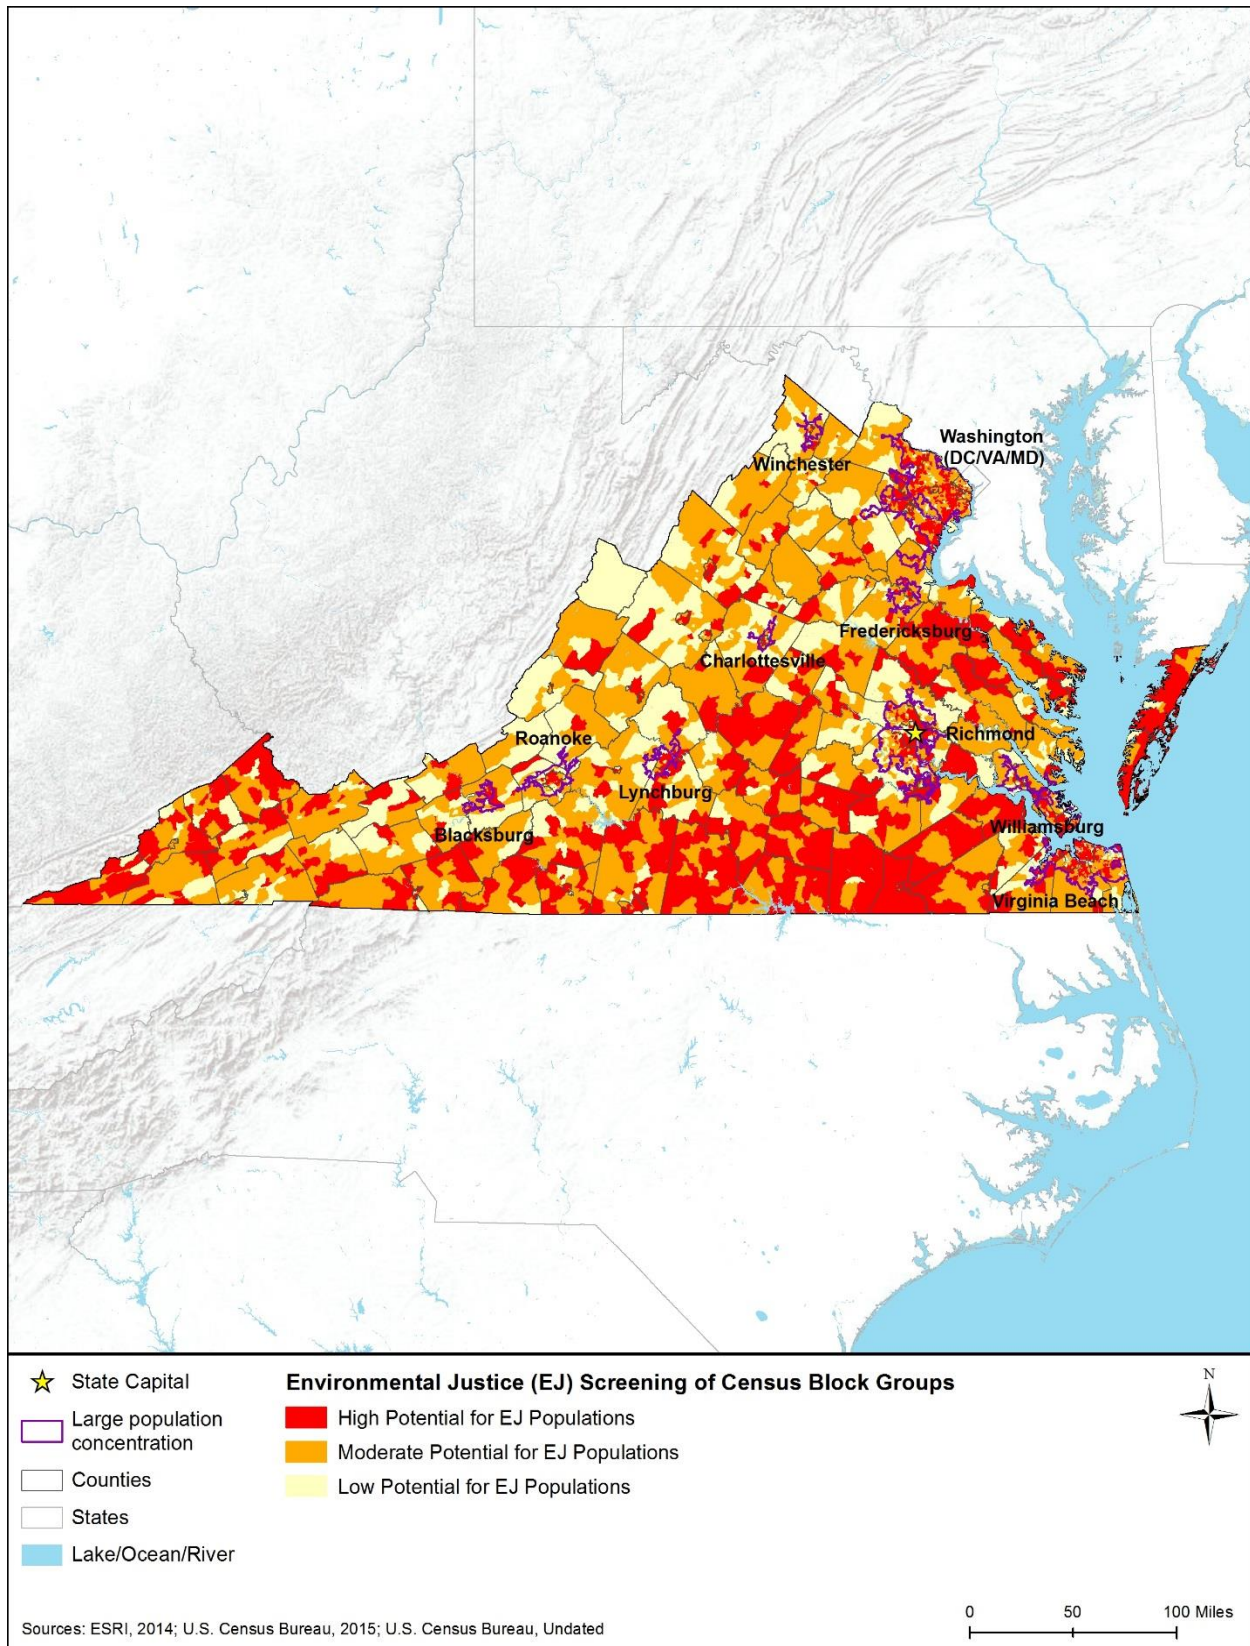 Washington
(DC/VA/MD)
Winchester
Fredericksburg
Charlottesville
Roanoke
Richmond
Lynchburg
Blacksburg
Williamsburg
Virginia Beach
State Capital
Large population
concentration
Counties
States
Lake/Ocean/River
Environmental Justice (EJ) Screening of Census Block Groups
High Potential for EJ Populations
Moderate Potential for EJ Populations
Low Potential for EJ Populations
N
0 50 100 Miles
Sources: ESRI, 2014; U.S. Census Bureau, 2015; U.S. Census Bureau, Undated